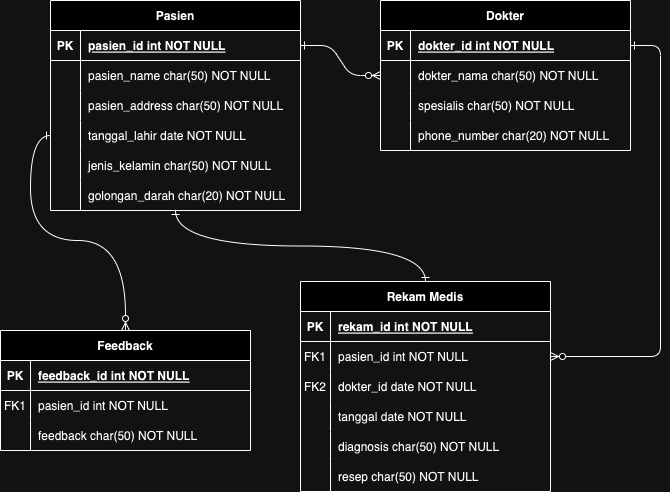 Pasien
PK pasien_id int NOT NULL
pasien_name char(50) NOT NULL
pasien_address char(50) NOT NULL
tanggal_lahir date NOT NULL
jenis_kelamin char(50) NOT NULL
golongan_darah char(20) NOT NULL
Dokter
PK dokter_id int NOT NULL
dokter_nama char(50) NOT NULL
spesialis char(50) NOT NULL
phone_number char(20) NOT NULL
Feedback
PK feedback_id int NOT NULL
FK1 pasien_id int NOT NULL
feedback char(50) NOT NULL
Rekam Medis
PK rekam_id int NOT NULL
FK1 pasien_id int NOT NULL
FK2 dokter_id date NOT NULL
tanggal date NOT NULL
diagnosis char(50) NOT NULL
resep char(50) NOT NULL